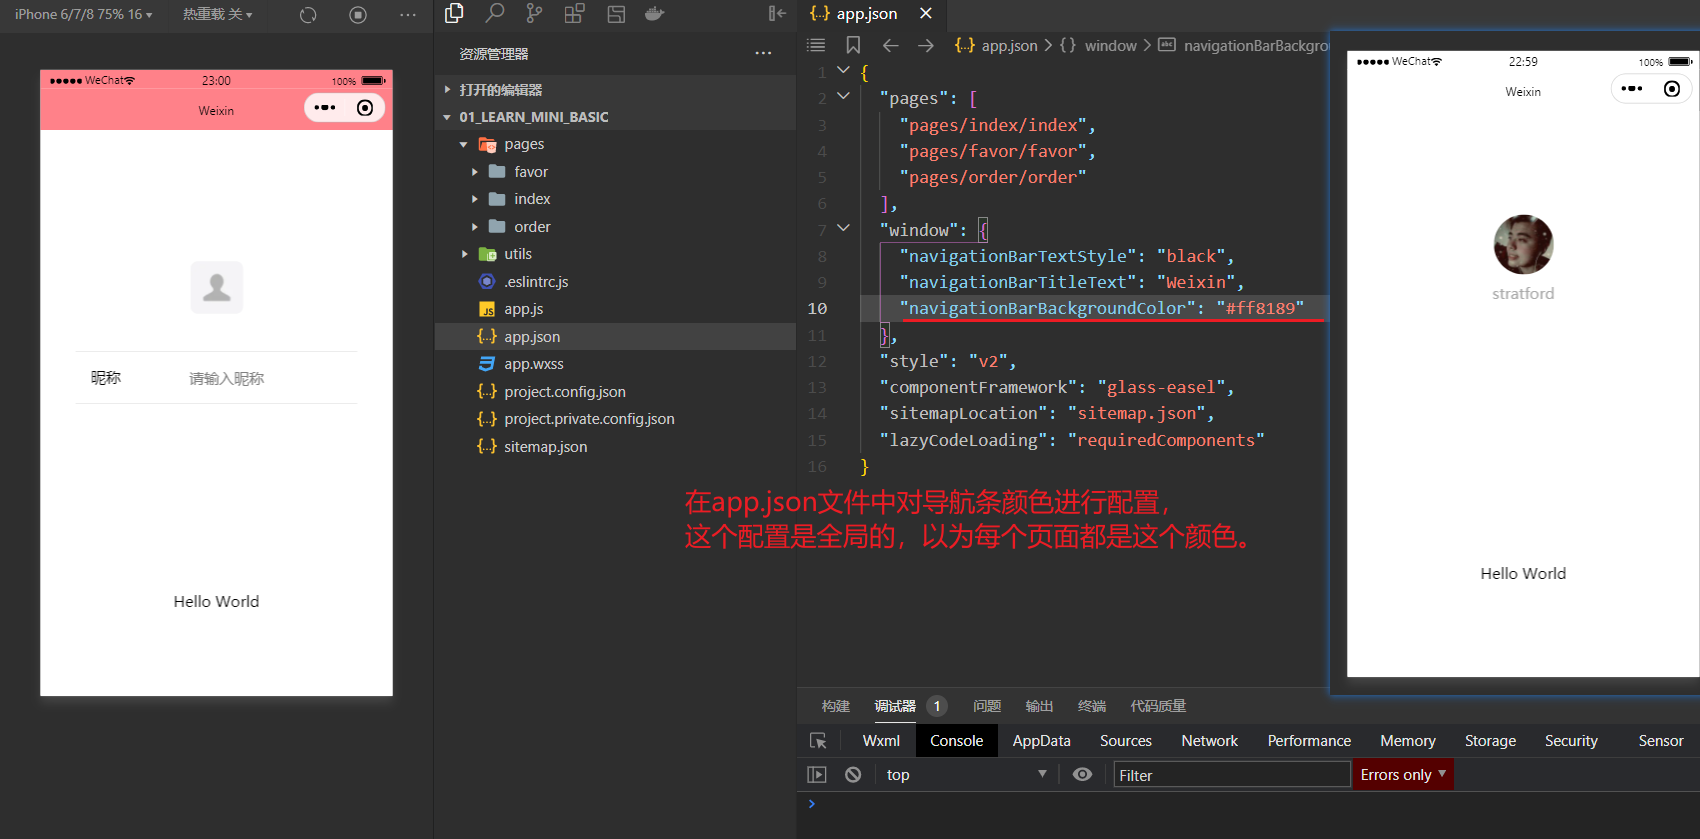 iPhone 6/7/8 75% 16
热重载 关
WeChat
23:00
100%
Weixin
昵称
请输入昵称
Hello World
资源管理器
打开的编辑器
01_LEARN_MINI_BASIC
pages
favor
index
order
utils
.eslintrc.js
app.js
app.json
app.wxss
project.config.json
project.private.config.json
sitemap.json
{..} app.json
{..} app.json > {} window > navigationBarBackgro
1 {
2 "pages": [
3 "pages/index/index",
4 "pages/favor/favor",
5 "pages/order/order"
6 ],
7 "window": {
8 "navigationBarTextStyle": "black",
9 "navigationBarTitleText": "Weixin",
10 "navigationBarBackgroundColor": "#ff8189"
11 },
12 "style": "v2",
13 "componentFramework": "glass-easel",
14 "sitemapLocation": "sitemap.json",
15 "lazyCodeLoading": "requiredComponents"
16 }
在app.json文件中对导航条颜色进行配置，
这个配置是全局的，以为每个页面都是这个颜色。
WeChat
22:59
100%
Weixin
stratford
Hello World
构建 调试器 1 问题 输出 终端 代码质量
Wxml Console AppData Sources Network Performance Memory Storage Security Sensor
top Filter Errors only